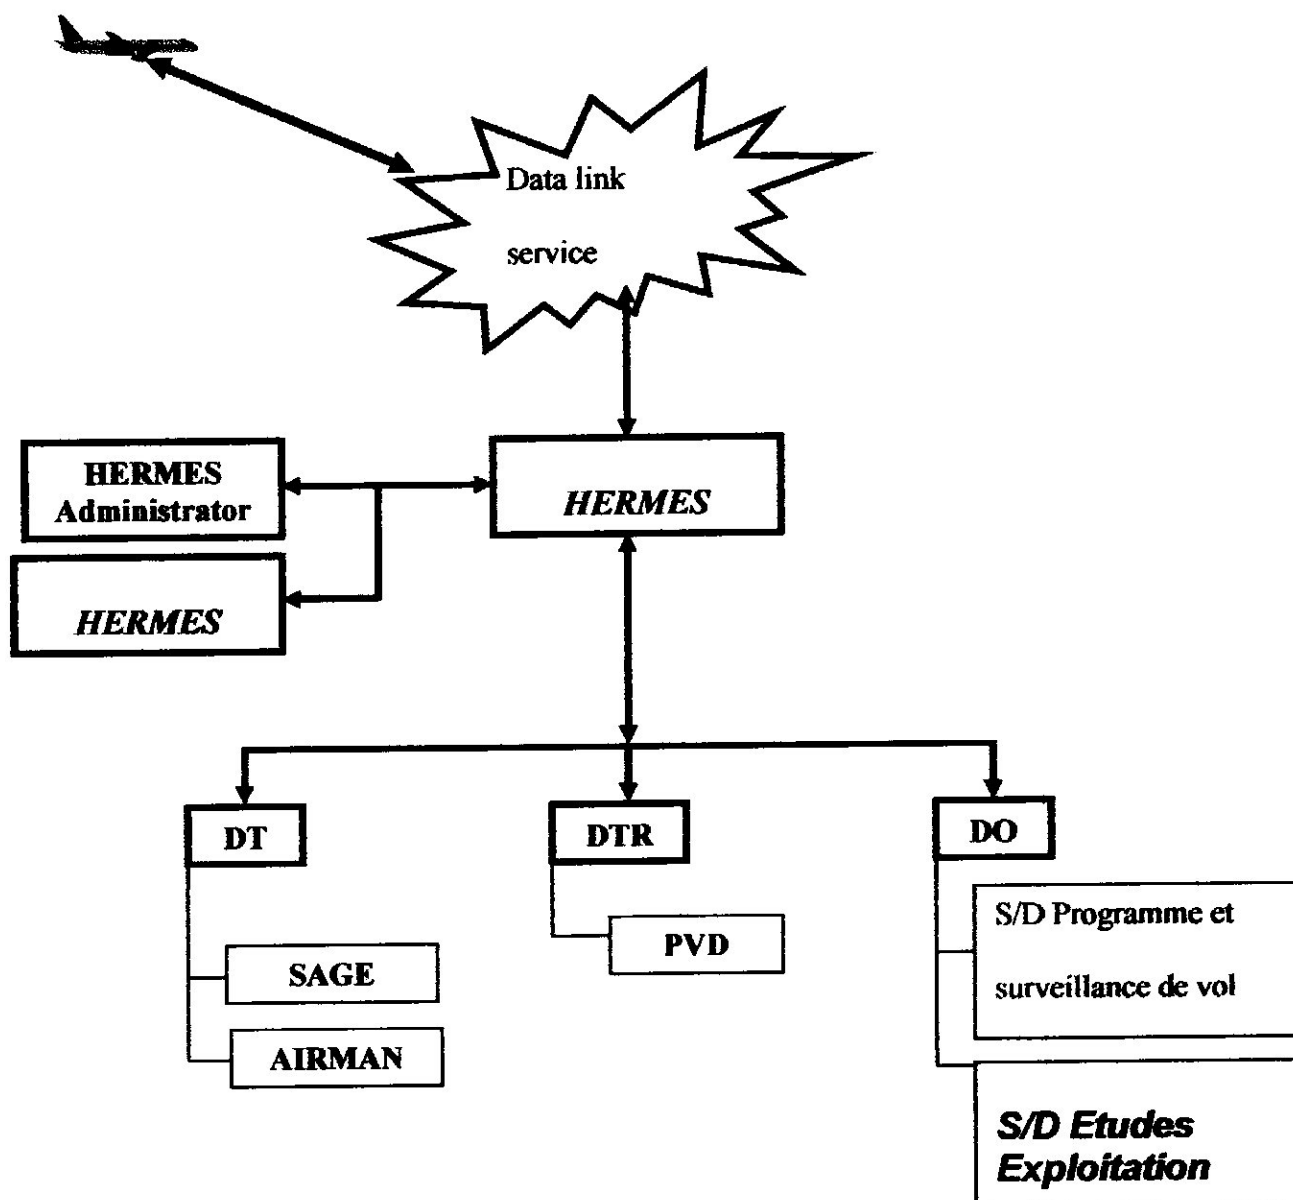 Data link
service
HERMES
Administrator
HERMES
HERMES
DT
DTR
DO
SAGE
AIRMAN
PVD
S/D Programme et
surveillance de vol
S/D Etudes
Exploitation